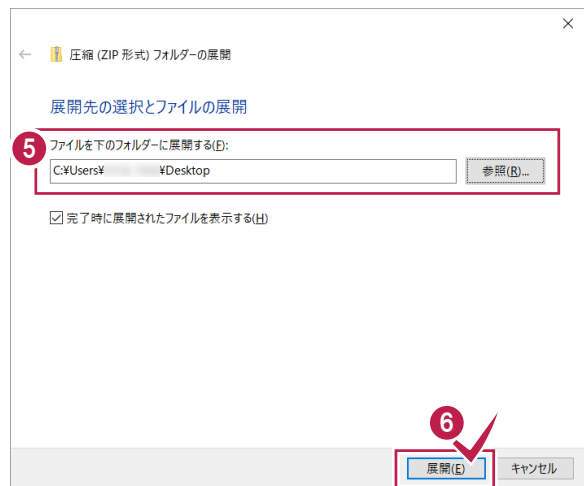 ← 圧縮 (ZIP 形式) フォルダーの展開
展開先の選択とファイルの展開
5
ファイルを下のフォルダーに展開する(F):
C:¥Users¥ ¥Desktop
参照(R)...
完了時に展開されたファイルを表示する(H)
6
展開(E)
キャンセル